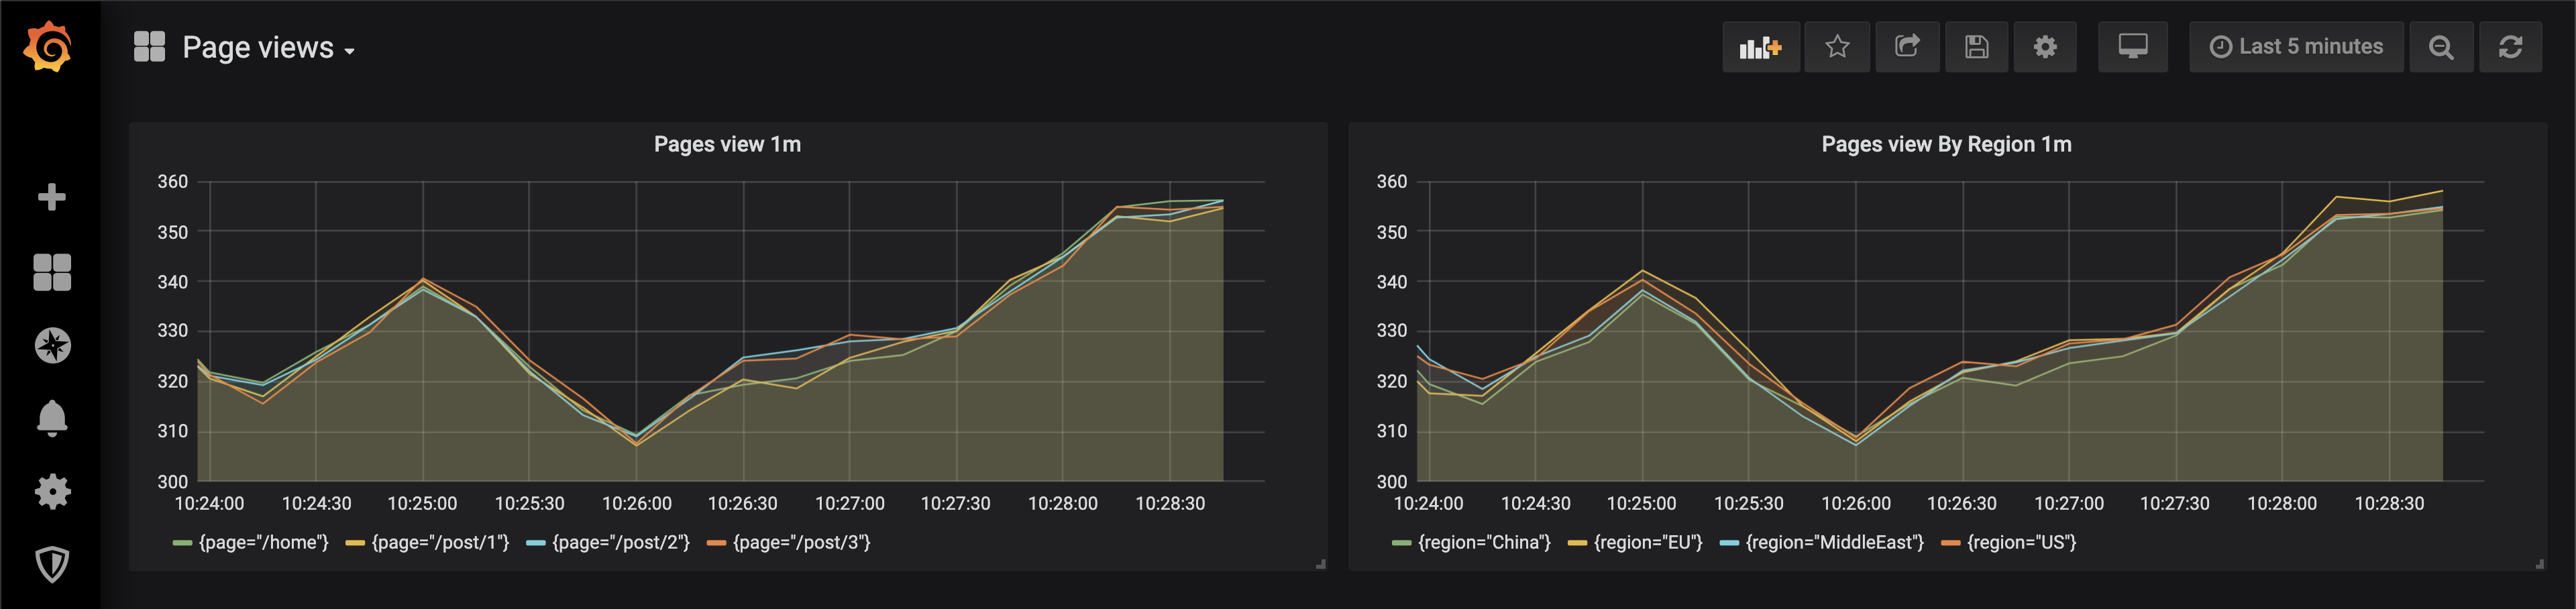 Page views
Last 5 minutes
Pages view 1m
360
350
340
330
320
310
300
10:24:00 10:24:30 10:25:00 10:25:30 10:26:00 10:26:30 10:27:00 10:27:30 10:28:00 10:28:30
{page="/home"} {page="/post/1"} {page="/post/2"} {page="/post/3"}
Pages view By Region 1m
360
350
340
330
320
310
300
10:24:00 10:24:30 10:25:00 10:25:30 10:26:00 10:26:30 10:27:00 10:27:30 10:28:00 10:28:30
{region="China"} {region="EU"} {region="MiddleEast"} {region="US"}